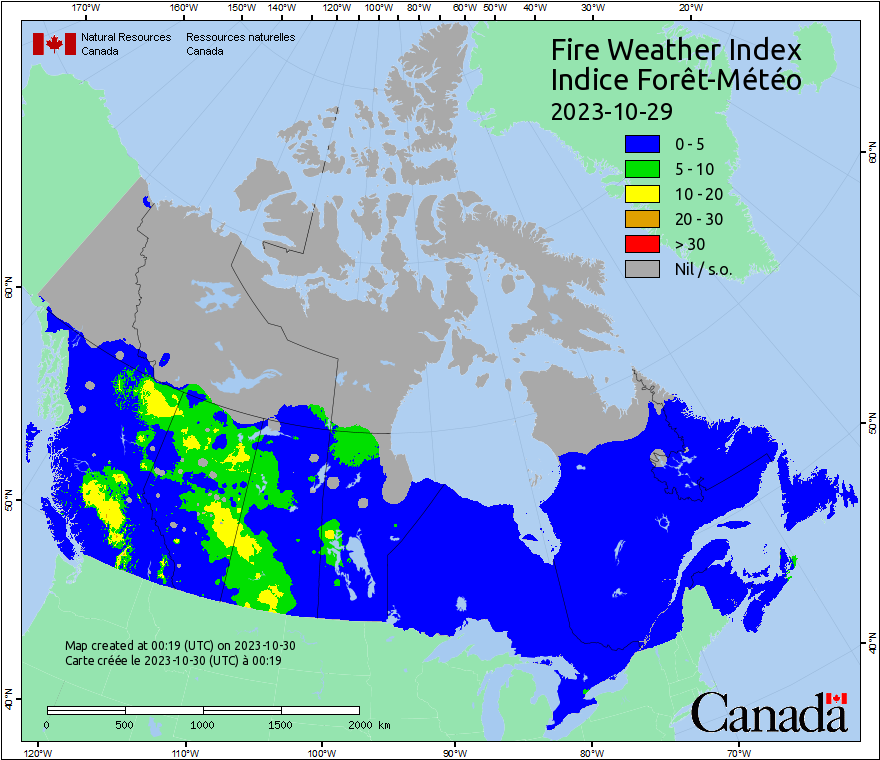 170°W 160°W 150°W 140°W 130°W 120°W 110°W 100°W 90°W 80°W 70°W 60°W 50°W 40°W 30°W 20°W
Natural Resources Canada
Ressources naturelles Canada
Fire Weather Index
Indice Forêt-Météo
2023-10-29
0 - 5
5 - 10
10 - 20
20 - 30
> 30
Nil / s.o.
60°N
50°N
40°N
60°N
50°N
40°N
Map created at 00:19 (UTC) on 2023-10-30
Carte créée le 2023-10-30 (UTC) à 00:19
0 500 1000 1500 2000 km
Canada
120°W 110°W 100°W 90°W 80°W 70°W